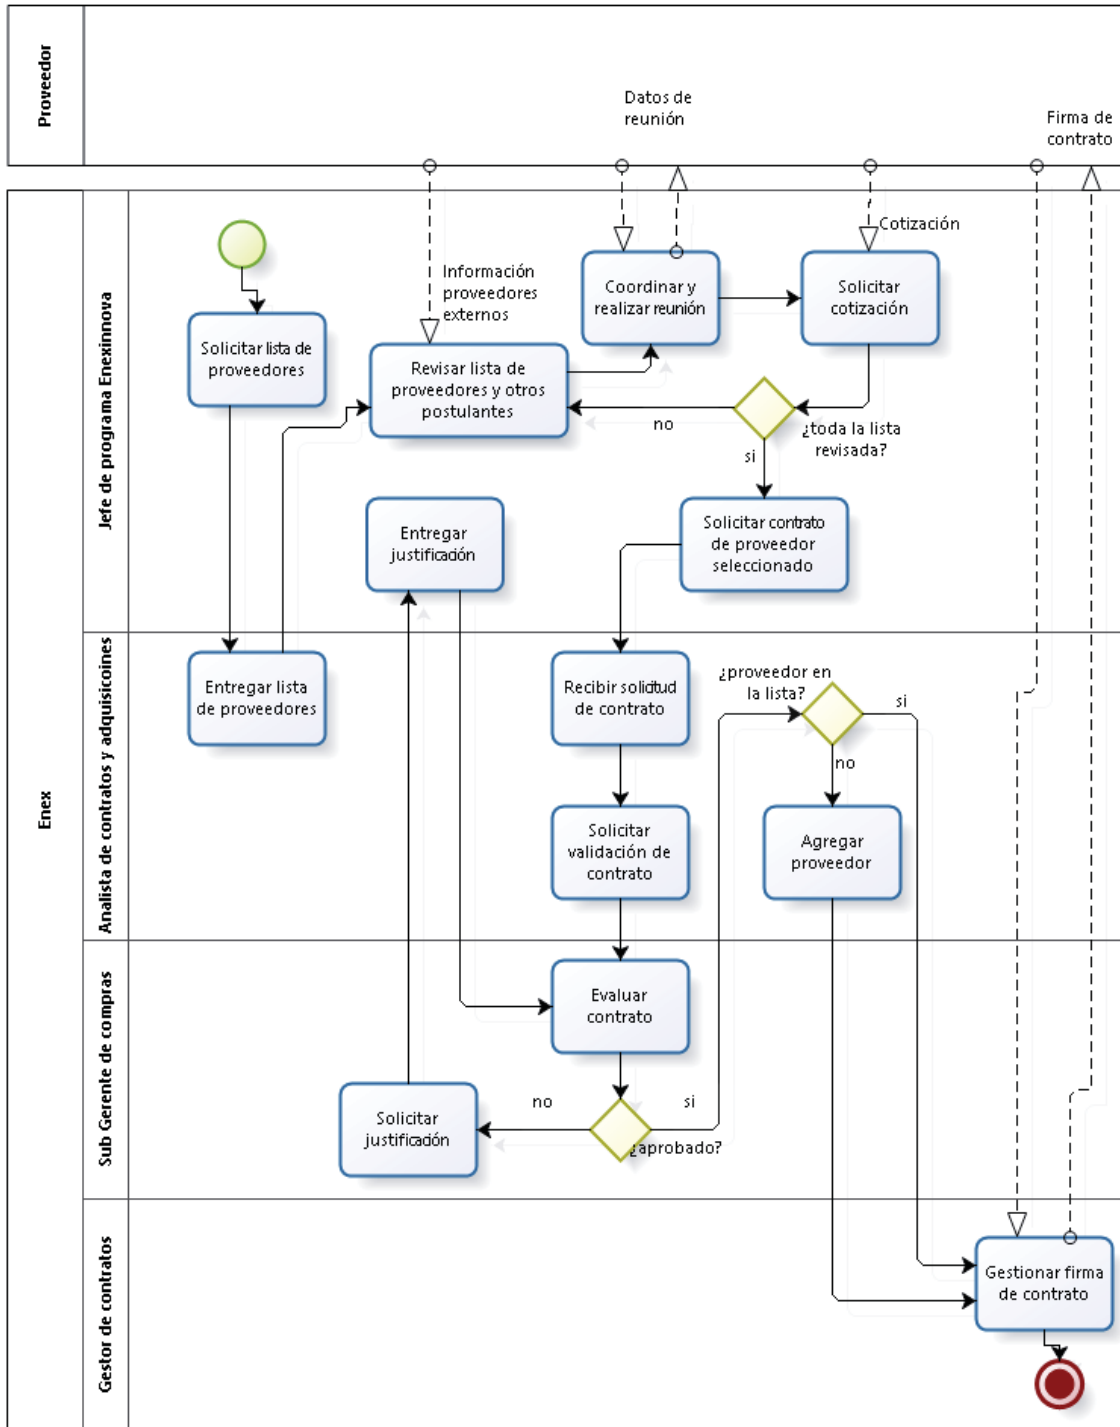 Proveedor
Datos de
reunión
Firma de
contrato
Enex
Jefe de programa Enexinnova
Solicitar lista de
proveedores
Información
proveedores
externos
Revisar lista de
proveedores y otros
postulantes
Coordinar y
realizar reunión
Cotización
Solicitar
cotización
no
¿toda la lista
revisada?
si
Entregar
justificación
Solicitar contrato
de proveedor
seleccionado
Analista de contratos y adquisicoines
Entregar lista
de proveedores
Recibir solicitud
de contrato
¿proveedor en
la lista?
si
no
Solicitar
validación de
contrato
Agregar
proveedor
Sub Gerente de compras
Evaluar
contrato
Solicitar
justificación
no
si
¿aprobado?
Gestor de contratos
Gestionar firma
de contrato